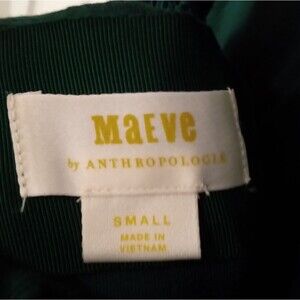 Maeve
by ANTHROPOLOGIE
SMALL
MADE IN
VIETNAM